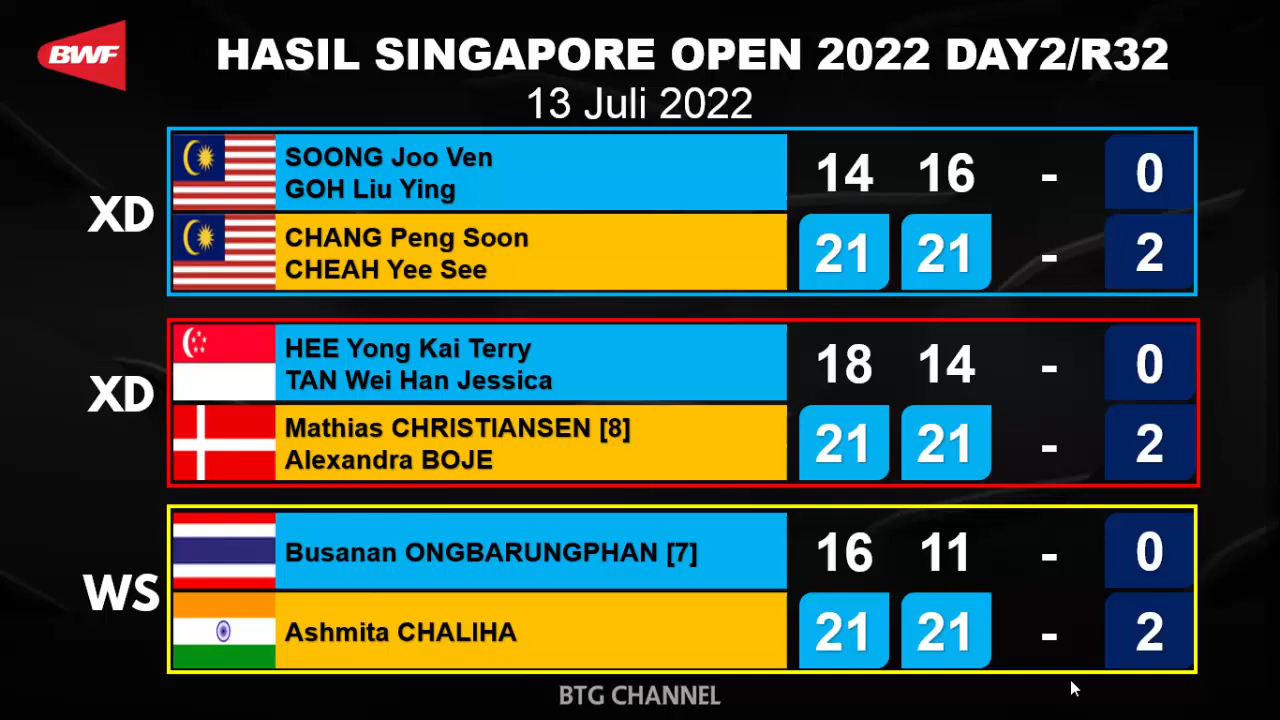 BWF
HASIL SINGAPORE OPEN 2022 DAY2/R32
13 Juli 2022
XD
SOONG Joo Ven
GOH Liu Ying
14 16 - 0
CHANG Peng Soon
CHEAH Yee See
21 21 - 2
XD
HEE Yong Kai Terry
TAN Wei Han Jessica
18 14 - 0
Mathias CHRISTIANSEN [8]
Alexandra BOJE
21 21 - 2
WS
Busanan ONGBARUNGPHAN [7]
16 11 - 0
Ashmita CHALIHA
21 21 - 2
BTG CHANNEL